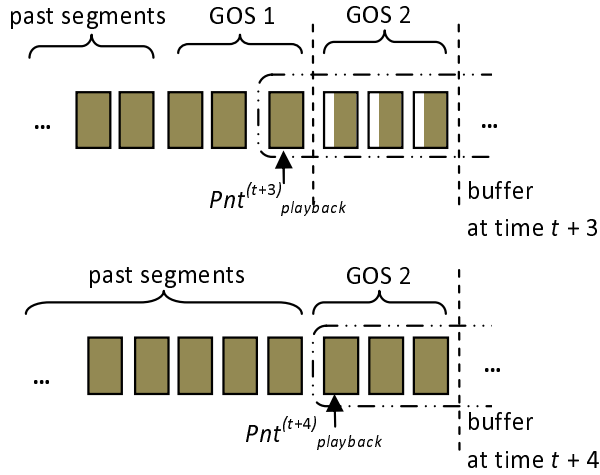 past segments GOS 1 GOS 2
... ...
Pnt(t+3)playback
buffer
at time t + 3
past segments GOS 2
... ...
Pnt(t+4)playback
buffer
at time t + 4